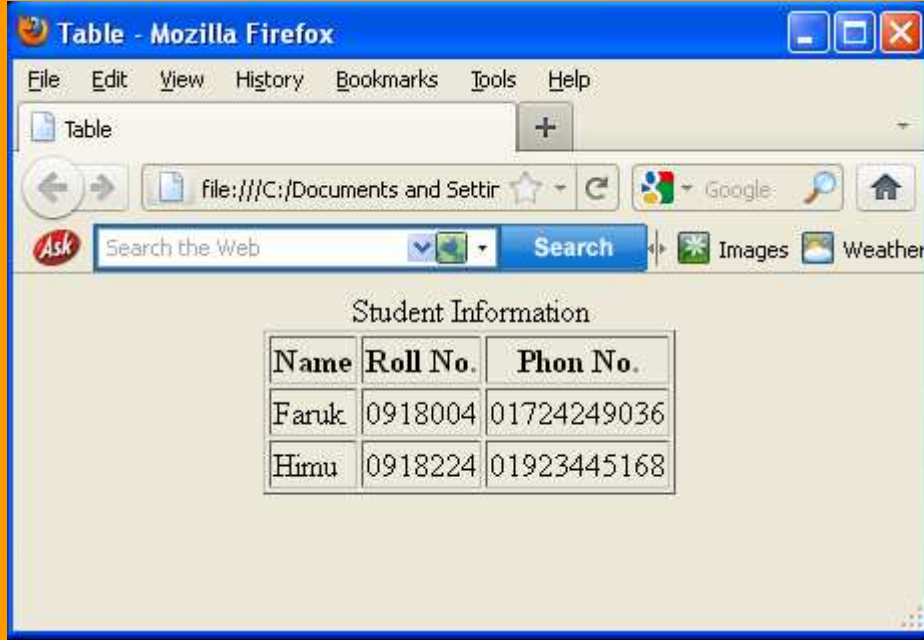 Table - Mozilla Firefox
File Edit View History Bookmarks Tools Help
Table
file:///C:/Documents and Settir Google
Ask Search the Web Search Images Weather
Student Information
Name Roll No. Phon No.
Faruk 0918004 01724249036
Himu 0918224 01923445168